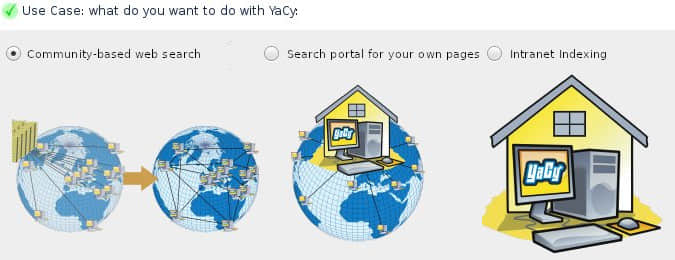 Use Case: what do you want to do with YaCy:
Community-based web search
Search portal for your own pages
Intranet Indexing
YaCy
YaCy